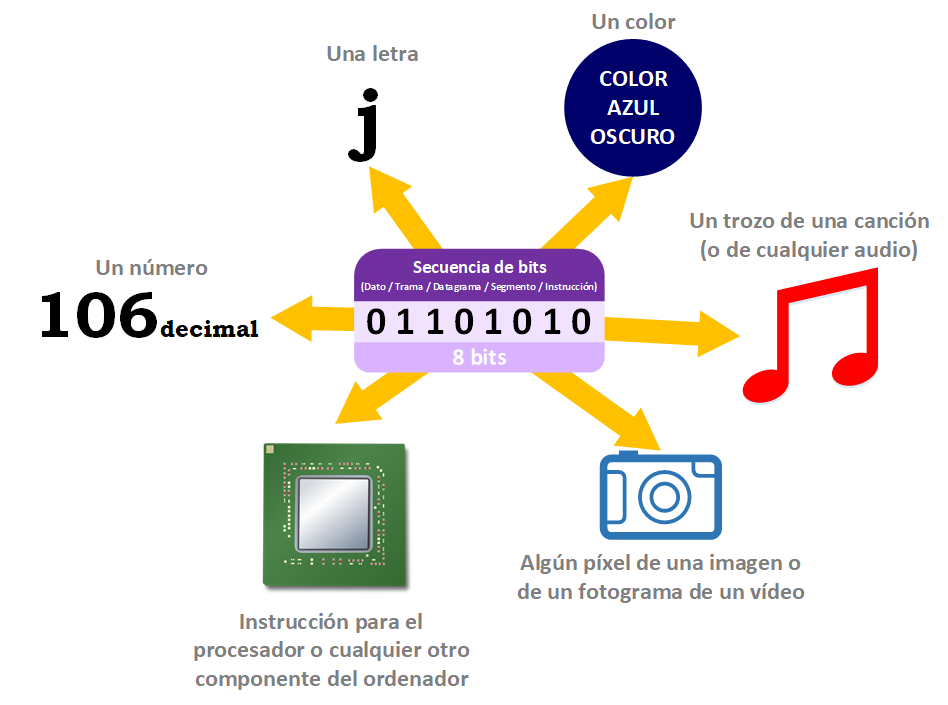 Un color
Una letra
j
COLOR
AZUL
OSCURO
Un trozo de una canción
(o de cualquier audio)
Un número
106decimal
Secuencia de bits
(Dato / Trama / Datagrama / Segmento / Instrucción)
0 1 1 0 1 0 1 0
8 bits
Algún píxel de una imagen o
de un fotograma de un vídeo
Instrucción para el
procesador o cualquier otro
componente del ordenador